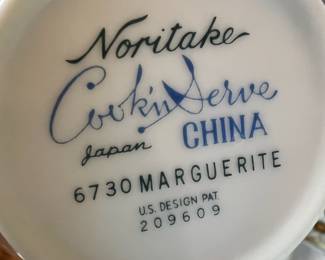 Noritake
Cook'n Serve
Japan CHINA
6730 MARGUERITE
U.S. DESIGN PAT.
209609